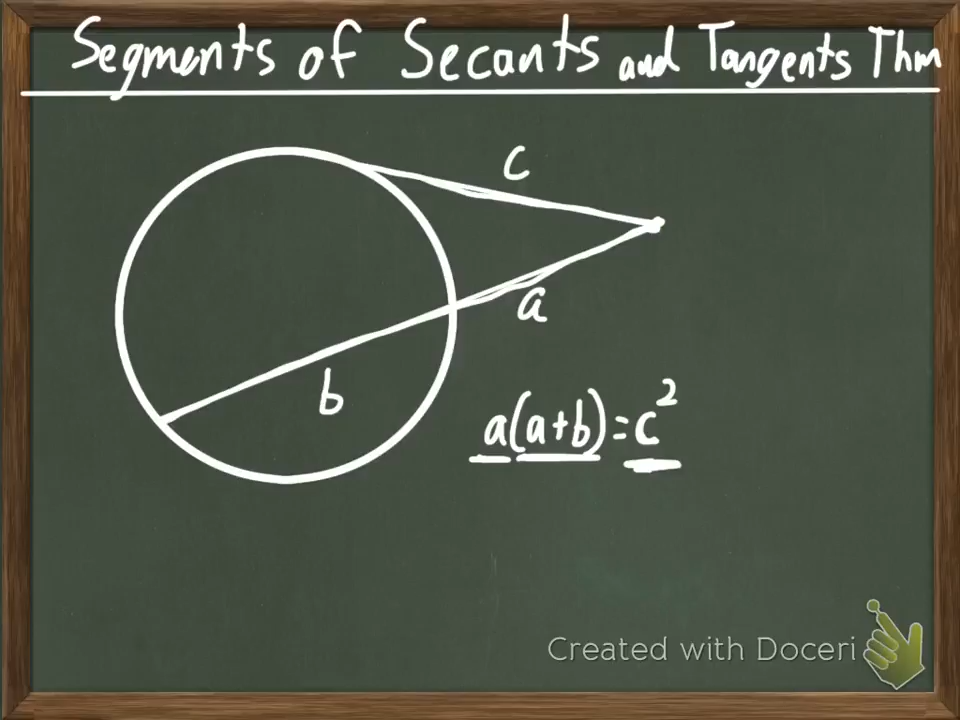 Segments of Secants and Tangents Thm
c
a
b
a(a+b)=c²
Created with Doceri